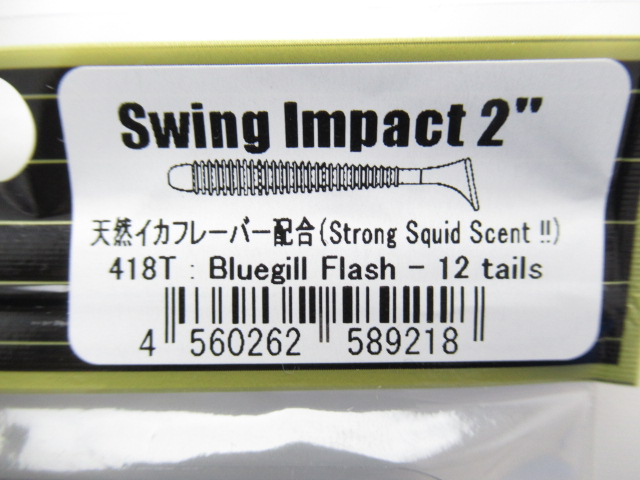 Swing Impact 2"
天然イカフレーバー配合(Strong Squid Scent !!)
418T : Bluegill Flash - 12 tails
4 560262 589218